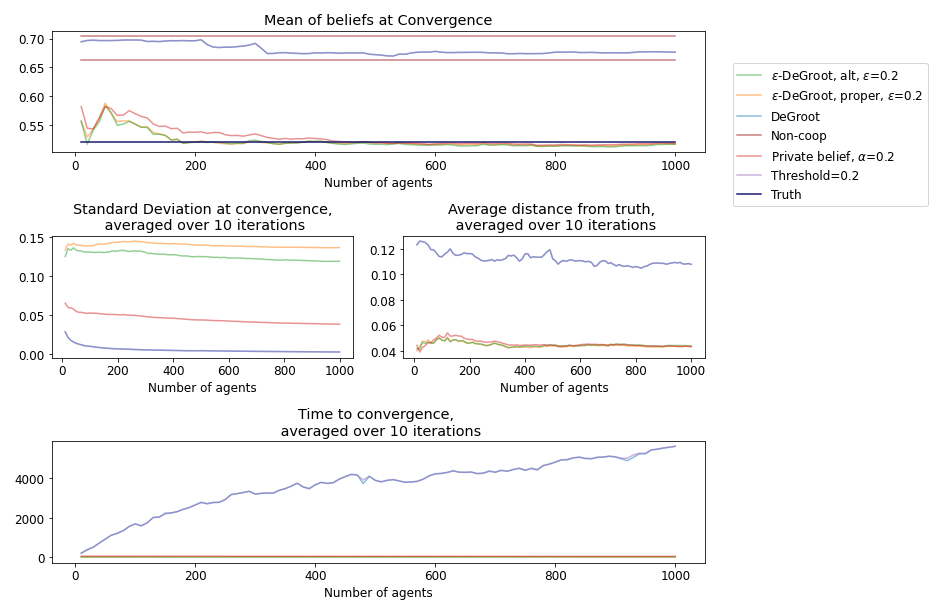 Mean of beliefs at Convergence
0.70
0.65
0.60
0.55
0
200
400
600
800
1000
Number of agents
ε-DeGroot, alt, ε=0.2
ε-DeGroot, proper, ε=0.2
DeGroot
Non-coop
Private belief, α=0.2
Threshold=0.2
Truth
Standard Deviation at convergence,
averaged over 10 iterations
0.15
0.10
0.05
0.00
0
200
400
600
800
1000
Number of agents
Average distance from truth,
averaged over 10 iterations
0.12
0.10
0.08
0.06
0.04
0
200
400
600
800
1000
Number of agents
Time to convergence,
averaged over 10 iterations
4000
2000
0
0
200
400
600
800
1000
Number of agents